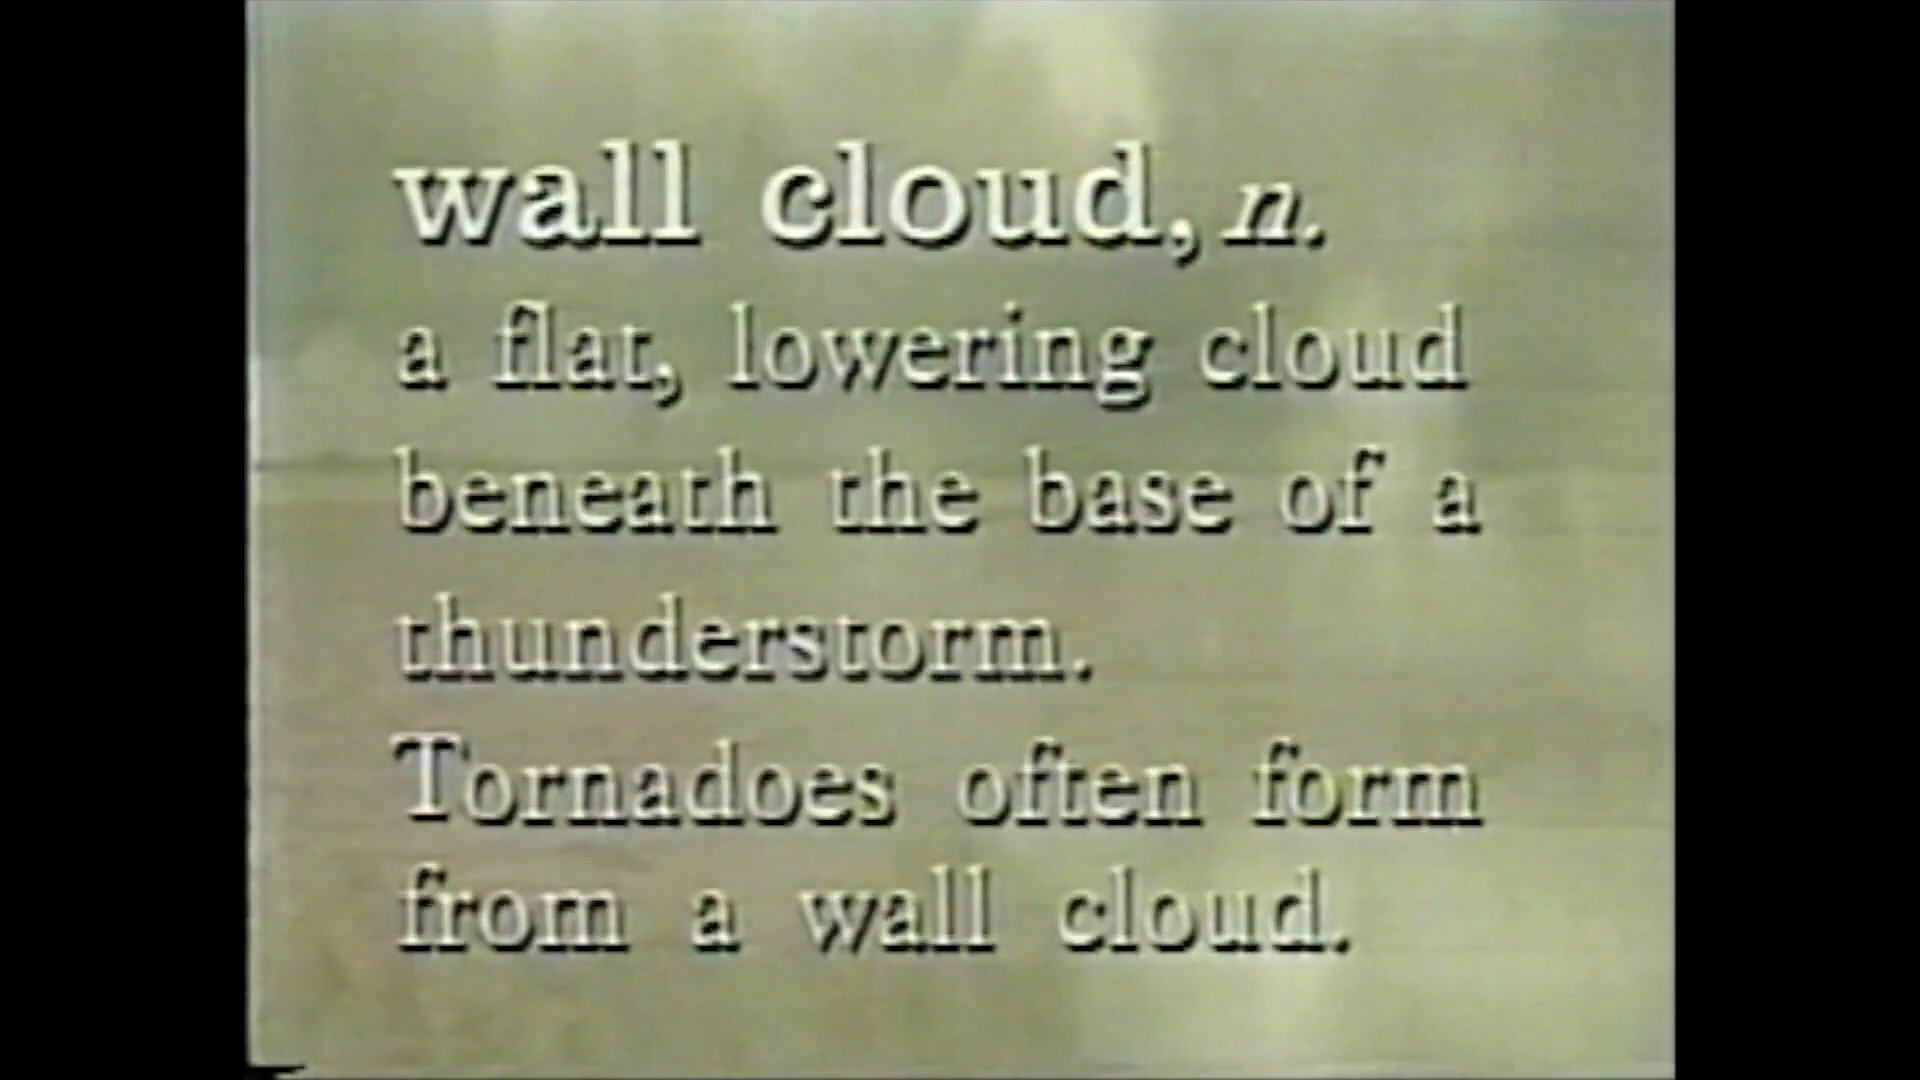 wall cloud, n.
a flat, lowering cloud
beneath the base of a
thunderstorm.
Tornadoes often form
from a wall cloud.